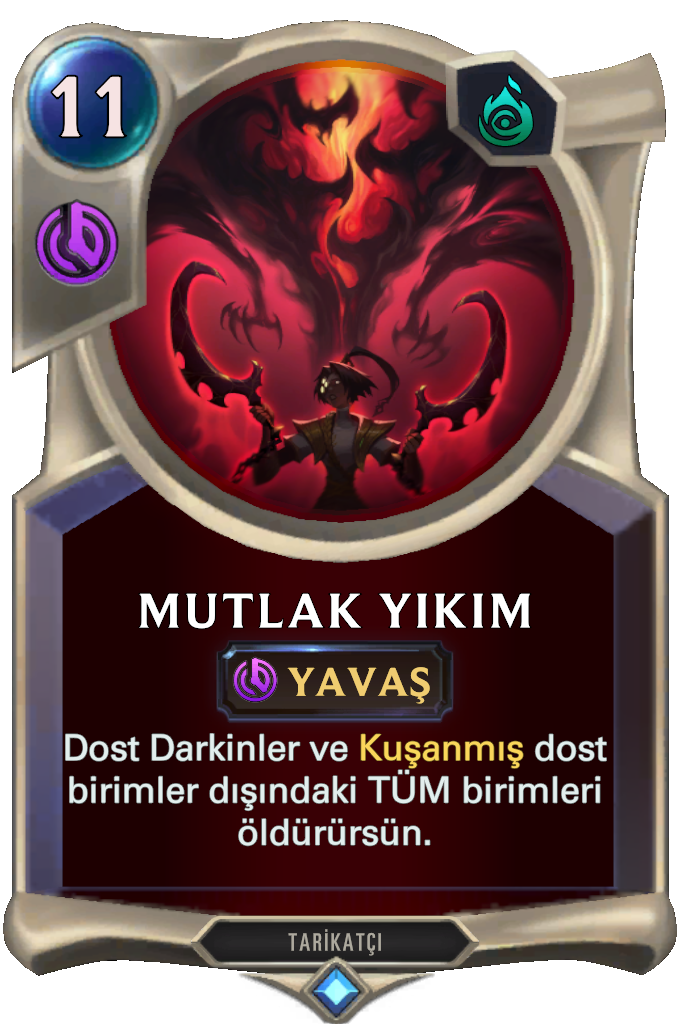 11
MUTLAK YIKIM
YAVAŞ
Dost Darkinler ve Kuşanmış dost
birimler dışındaki TÜM birimleri
öldürürsün.
TARİKATÇI